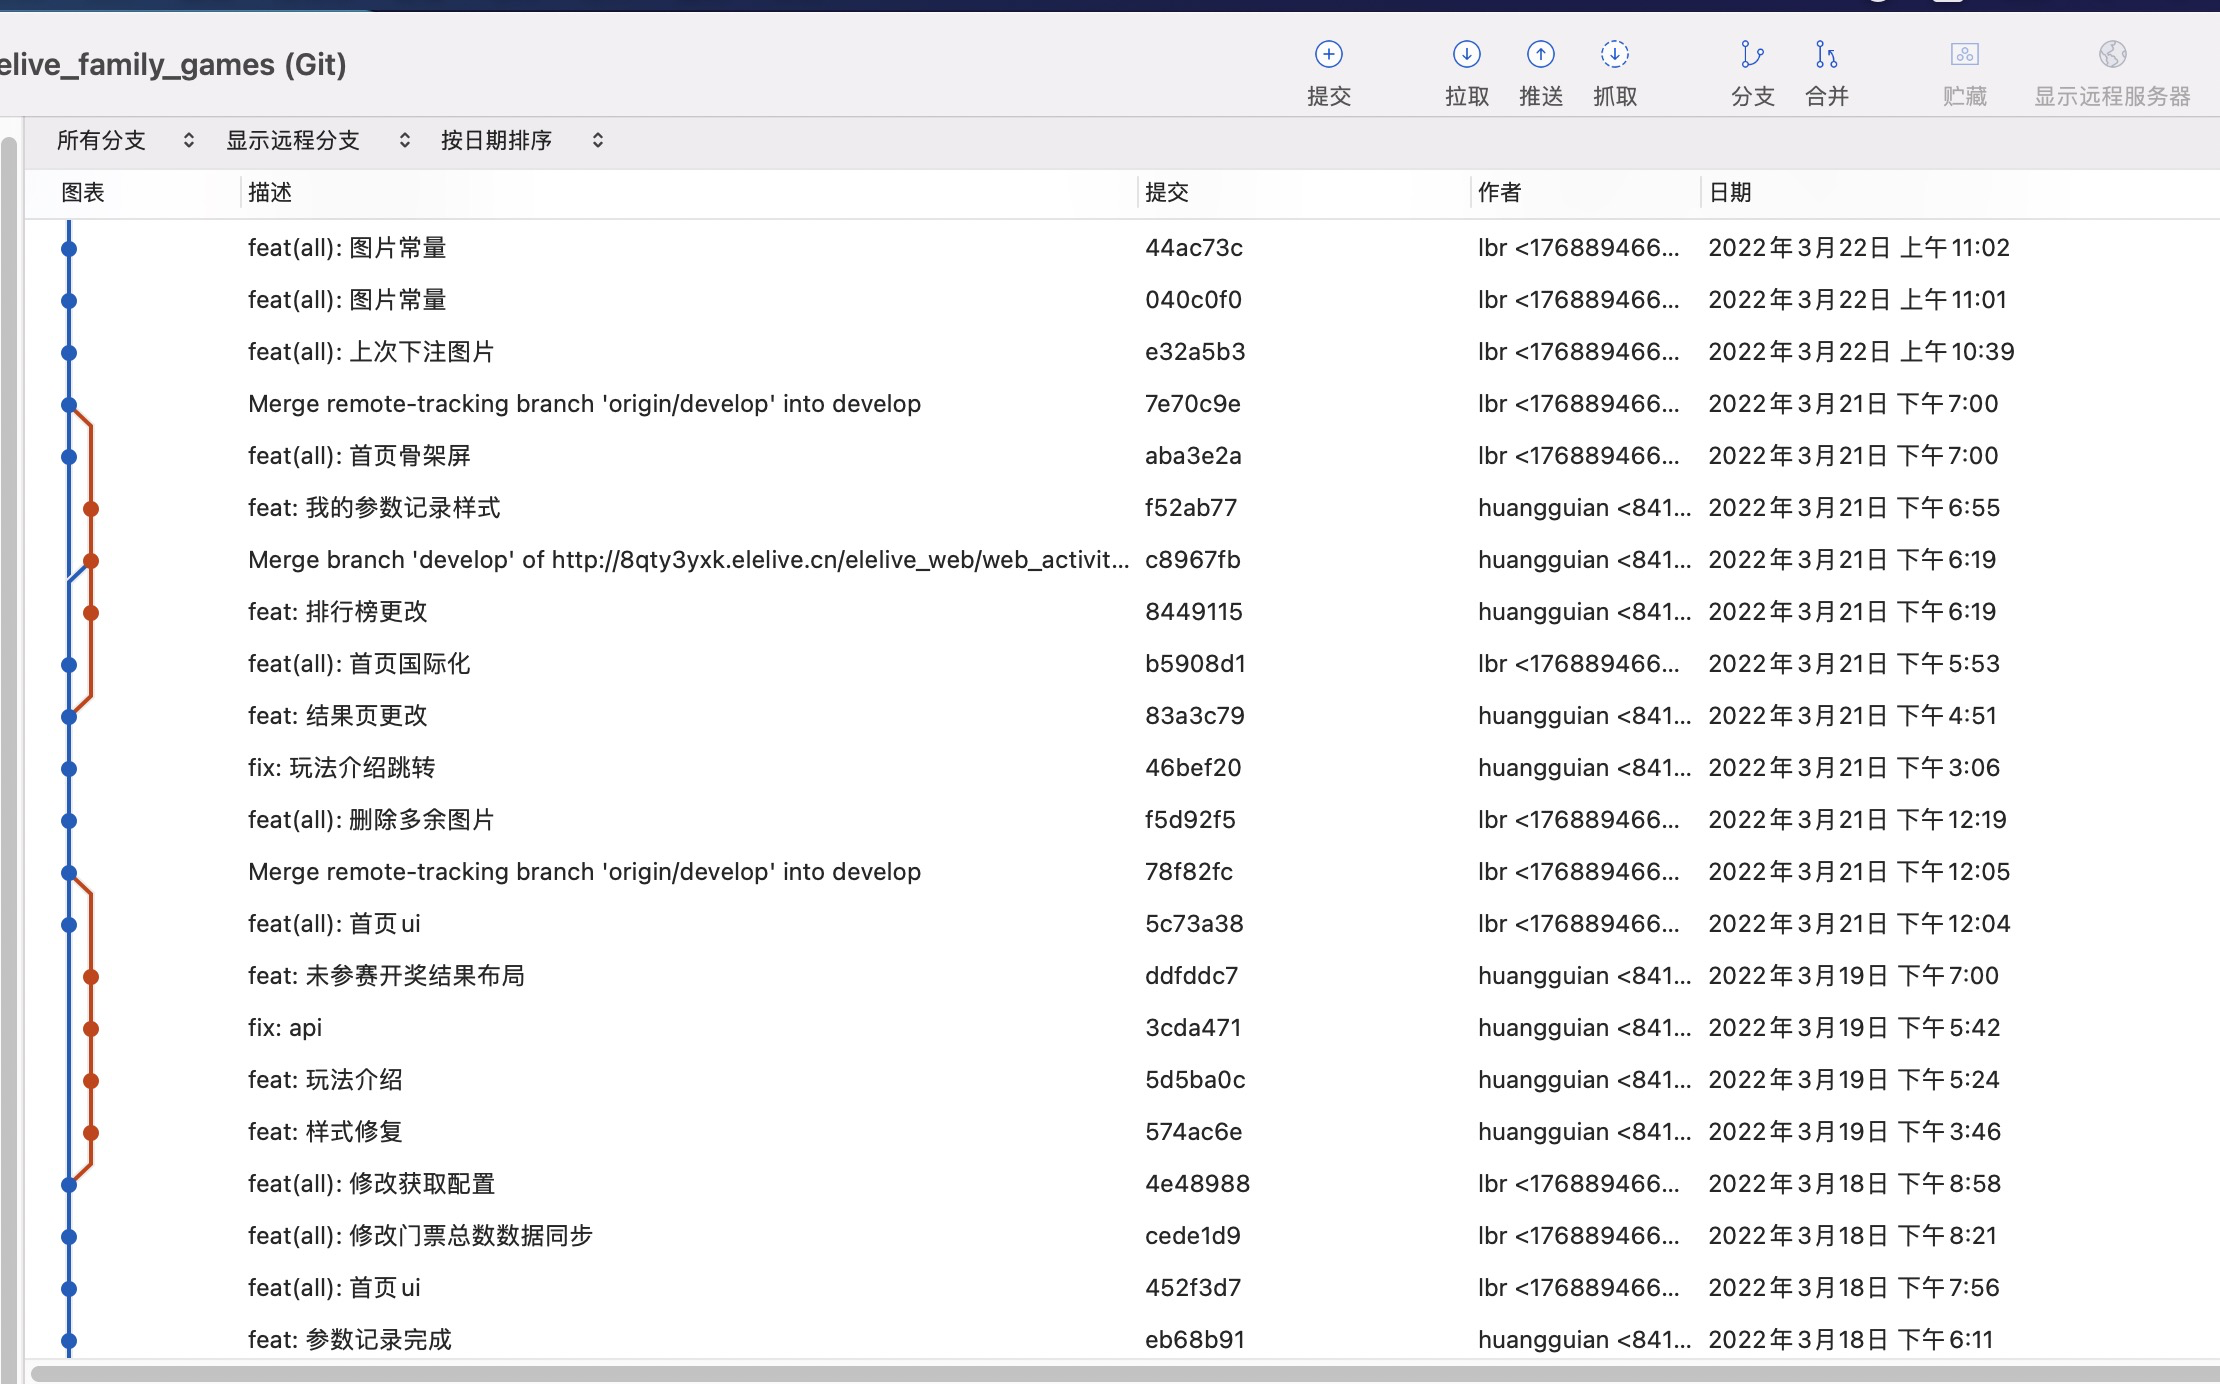 elive_family_games (Git)
提交 拉取 推送 抓取 分支 合并 贮藏 显示远程服务器
所有分支 显示远程分支 按日期排序
图表 描述 提交 作者 日期
feat(all): 图片常量 44ac73c lbr <176889466... 2022年3月22日 上午11:02
feat(all): 图片常量 040c0f0 lbr <176889466... 2022年3月22日 上午11:01
feat(all): 上次下注图片 e32a5b3 lbr <176889466... 2022年3月22日 上午10:39
Merge remote-tracking branch 'origin/develop' into develop 7e70c9e lbr <176889466... 2022年3月21日 下午7:00
feat(all): 首页骨架屏 aba3e2a lbr <176889466... 2022年3月21日 下午7:00
feat: 我的参数记录样式 f52ab77 huangguian <841... 2022年3月21日 下午6:55
Merge branch 'develop' of http://8qty3yxk.elelive.cn/elelive_web/web_activit... c8967fb huangguian <841... 2022年3月21日 下午6:19
feat: 排行榜更改 8449115 huangguian <841... 2022年3月21日 下午6:19
feat(all): 首页国际化 b5908d1 lbr <176889466... 2022年3月21日 下午5:53
feat: 结果页更改 83a3c79 huangguian <841... 2022年3月21日 下午4:51
fix: 玩法介绍跳转 46bef20 huangguian <841... 2022年3月21日 下午3:06
feat(all): 删除多余图片 f5d92f5 lbr <176889466... 2022年3月21日 下午12:19
Merge remote-tracking branch 'origin/develop' into develop 78f82fc lbr <176889466... 2022年3月21日 下午12:05
feat(all): 首页ui 5c73a38 lbr <176889466... 2022年3月21日 下午12:04
feat: 未参赛开奖结果布局 ddfddc7 huangguian <841... 2022年3月19日 下午7:00
fix: api 3cda471 huangguian <841... 2022年3月19日 下午5:42
feat: 玩法介绍 5d5ba0c huangguian <841... 2022年3月19日 下午5:24
feat: 样式修复 574ac6e huangguian <841... 2022年3月19日 下午3:46
feat(all): 修改获取配置 4e48988 lbr <176889466... 2022年3月18日 下午8:58
feat(all): 修改门票总数数据同步 cede1d9 lbr <176889466... 2022年3月18日 下午8:21
feat(all): 首页ui 452f3d7 lbr <176889466... 2022年3月18日 下午7:56
feat: 参数记录完成 eb68b91 huangguian <841... 2022年3月18日 下午6:11